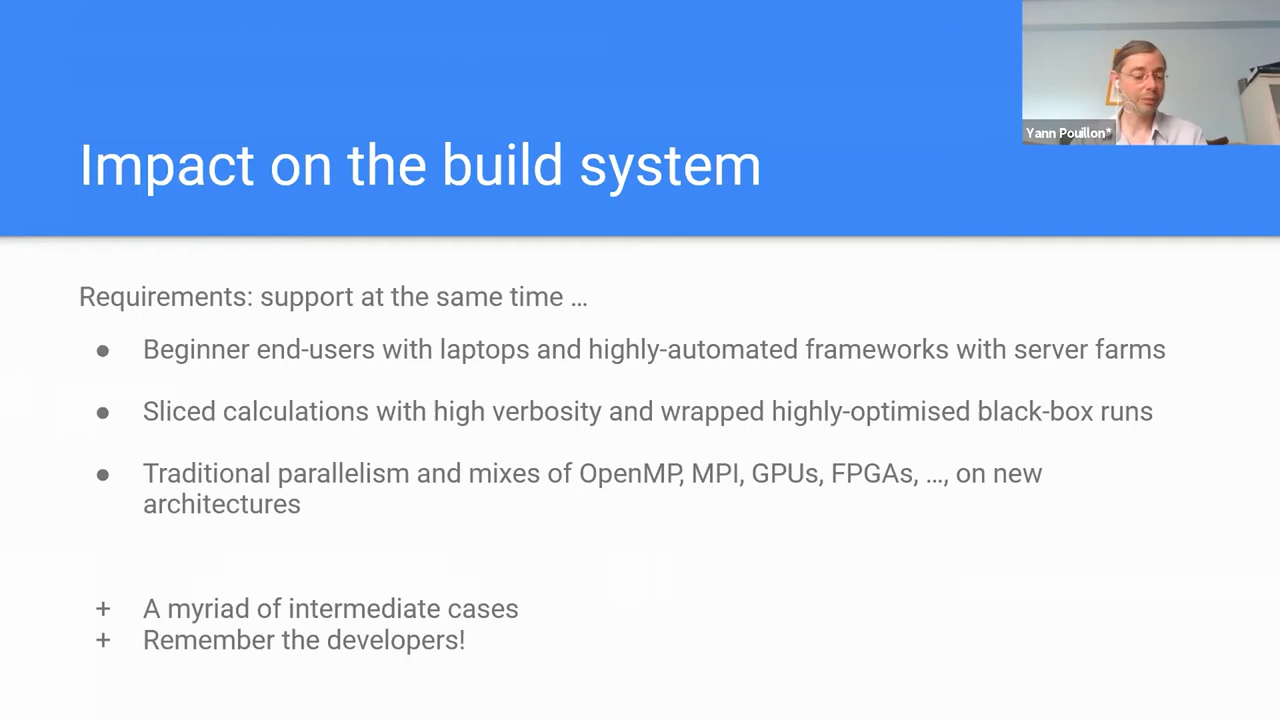 Yann Pouillon*
Impact on the build system
Requirements: support at the same time …
● Beginner end-users with laptops and highly-automated frameworks with server farms
● Sliced calculations with high verbosity and wrapped highly-optimised black-box runs
● Traditional parallelism and mixes of OpenMP, MPI, GPUs, FPGAs, …, on new
architectures
+ A myriad of intermediate cases
+ Remember the developers!